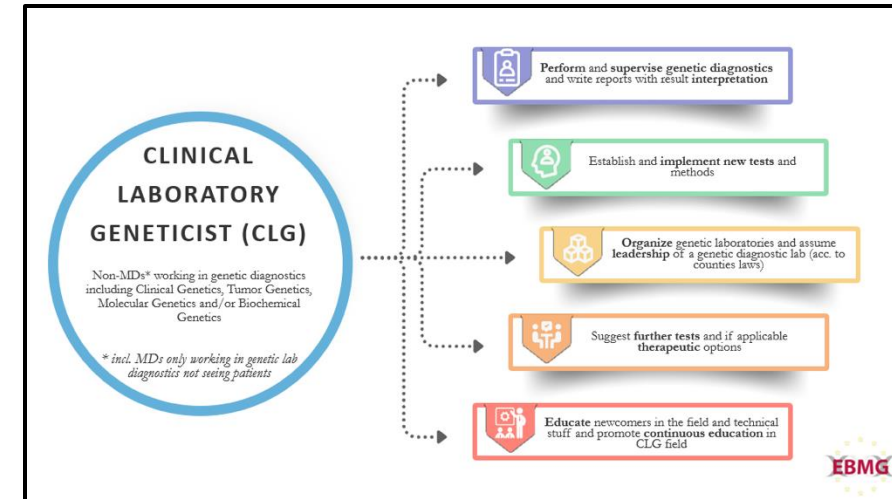 CLINICAL
LABORATORY
GENETICIST (CLG)
Non-MDs* working in genetic diagnostics
including Clinical Genetics, Tumor Genetics,
Molecular Genetics and/or Biochemical
Genetics
* incl. MDs only working in genetic lab
diagnostics not seeing patients
Perform and supervise genetic diagnostics
and write reports with result interpretation
Establish and implement new tests and
methods
Organize genetic laboratories and assume
leadership of a genetic diagnostic lab (acc. to
counties laws)
Suggest further tests and if applicable
therapeutic options
Educate newcomers in the field and technical
stuff and promote continuous education in
CLG field
EBMG